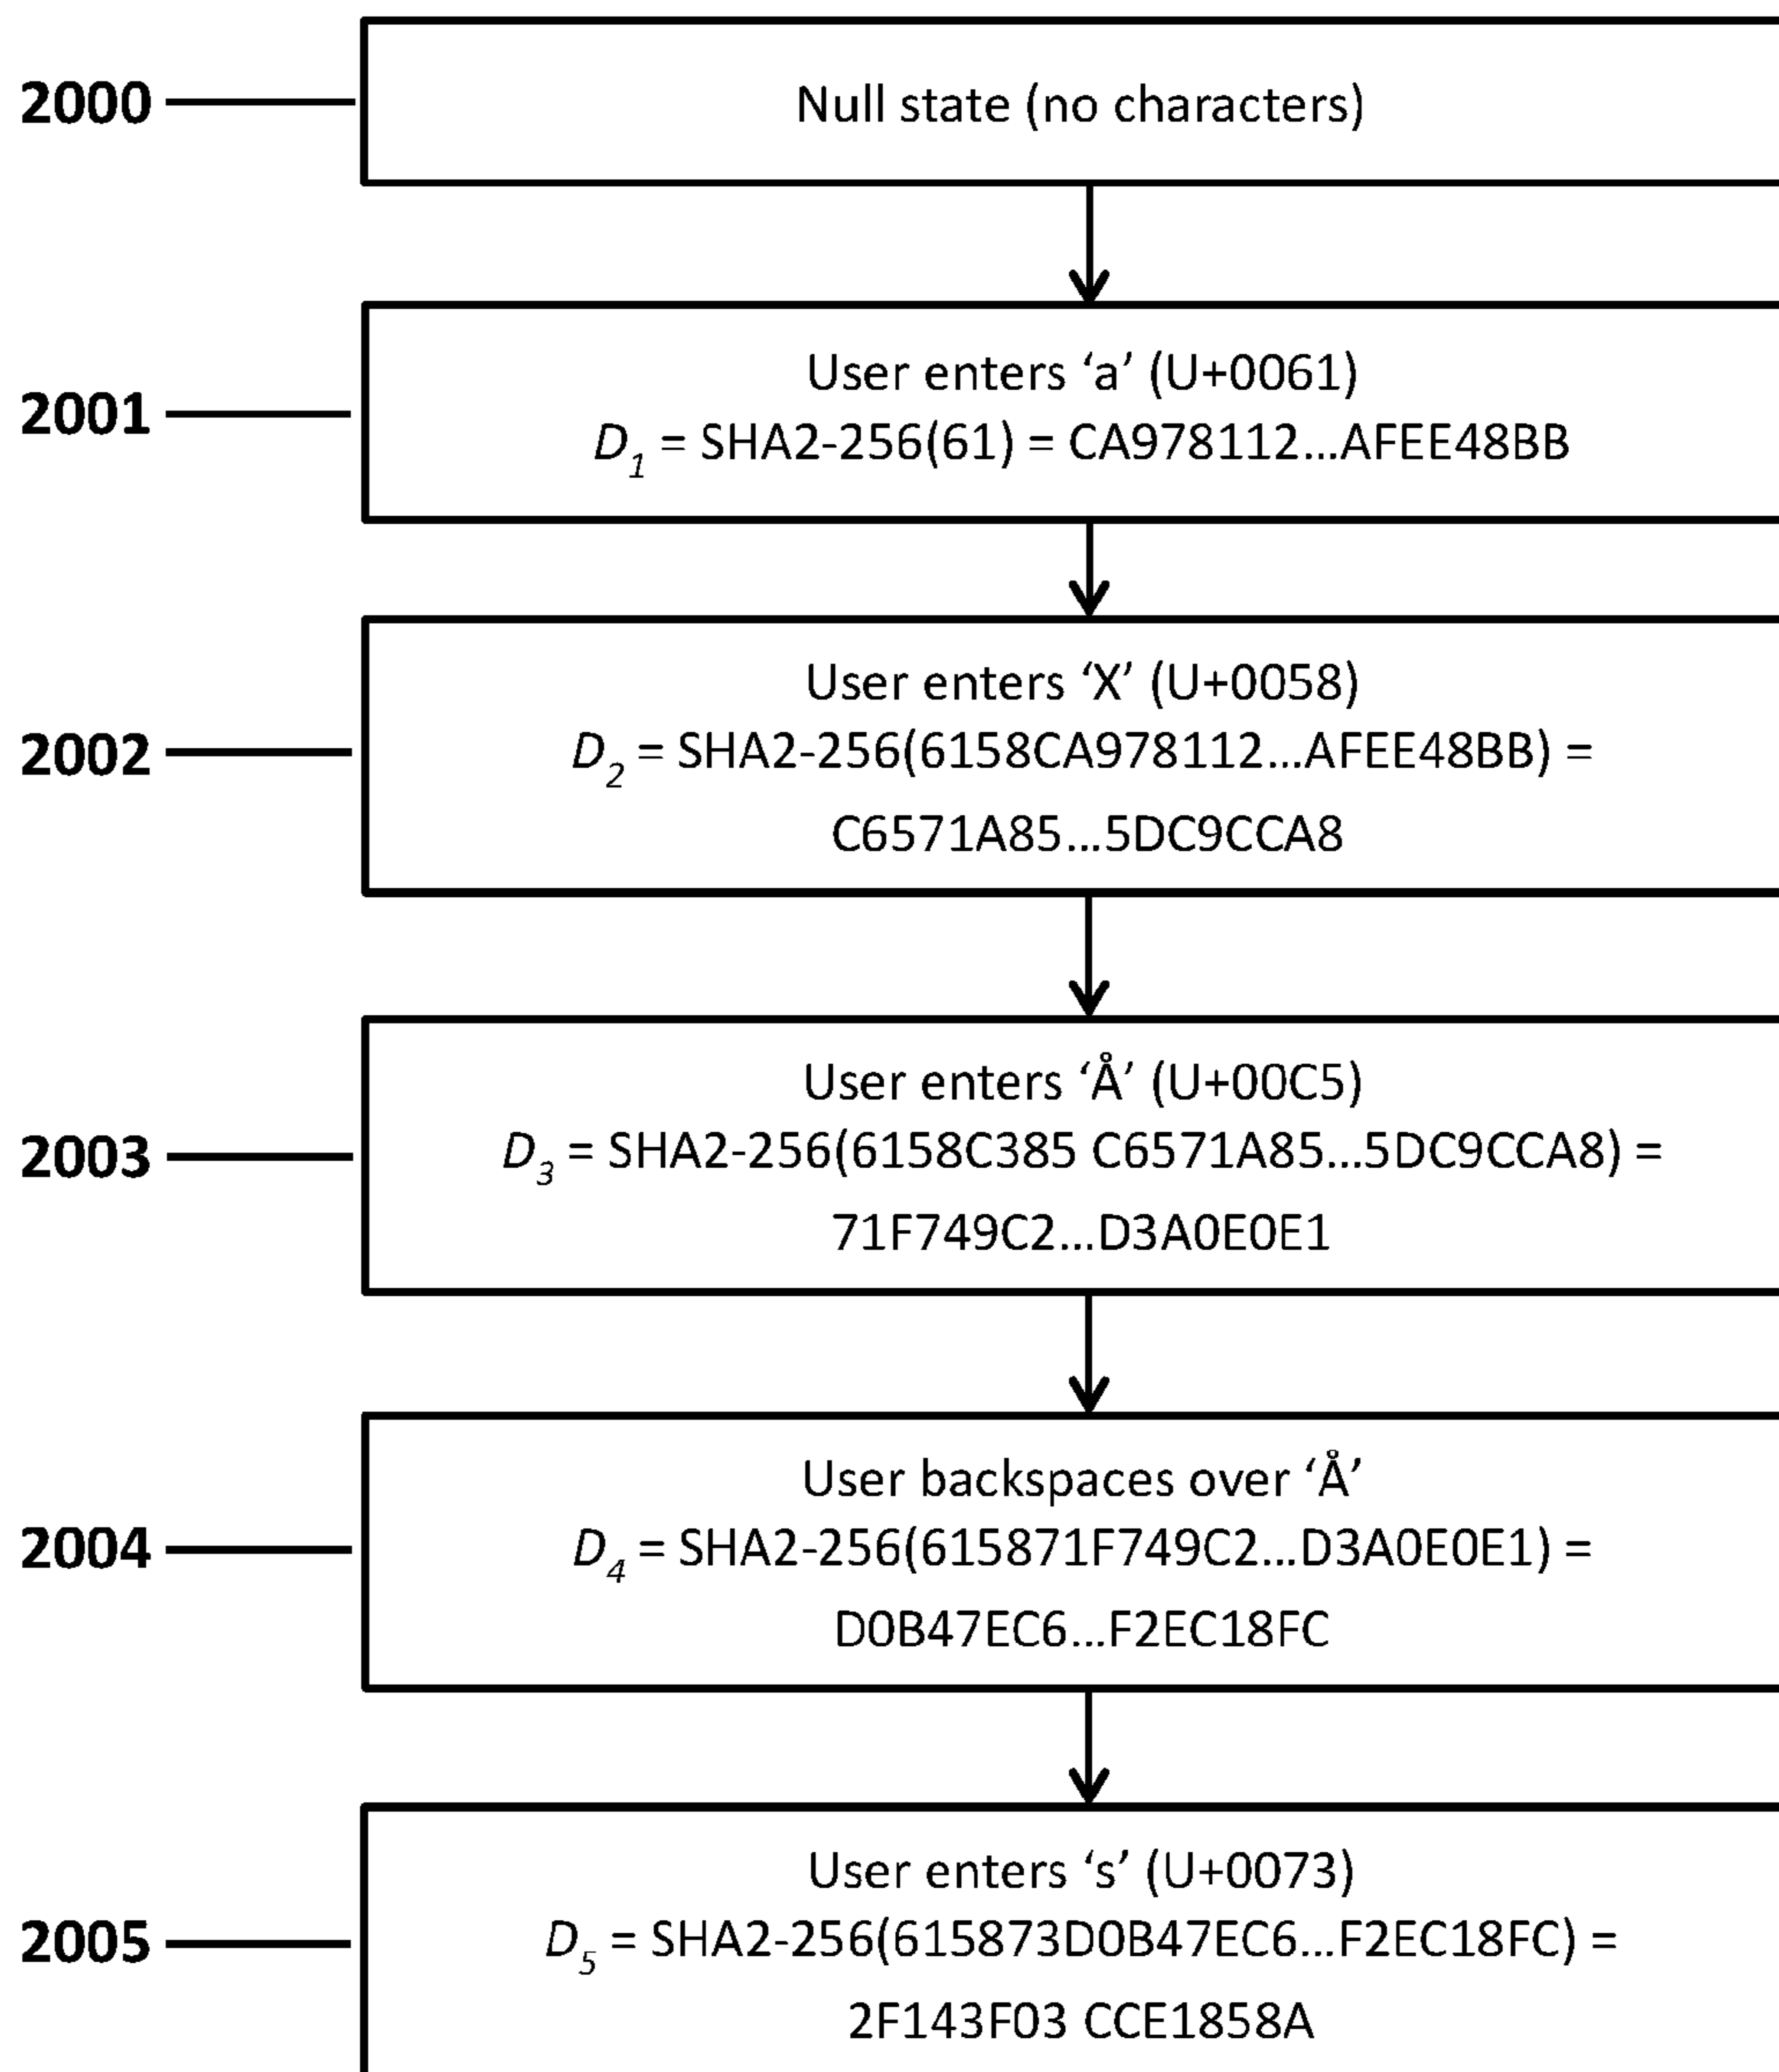 2000
Null state (no characters)
2001
User enters ‘a’ (U+0061)
D1 = SHA2-256(61) = CA978112...AFEE48BB
2002
User enters ‘X’ (U+0058)
D2 = SHA2-256(6158CA978112...AFEE48BB) =
C6571A85...5DC9CCA8
2003
User enters ‘Å’ (U+00C5)
D3 = SHA2-256(6158C385 C6571A85...5DC9CCA8) =
71F749C2...D3A0E0E1
2004
User backspaces over ‘Å’
D4 = SHA2-256(615871F749C2...D3A0E0E1) =
D0B47EC6...F2EC18FC
2005
User enters ‘s’ (U+0073)
D5 = SHA2-256(615873D0B47EC6...F2EC18FC) =
2F143F03 CCE1858A